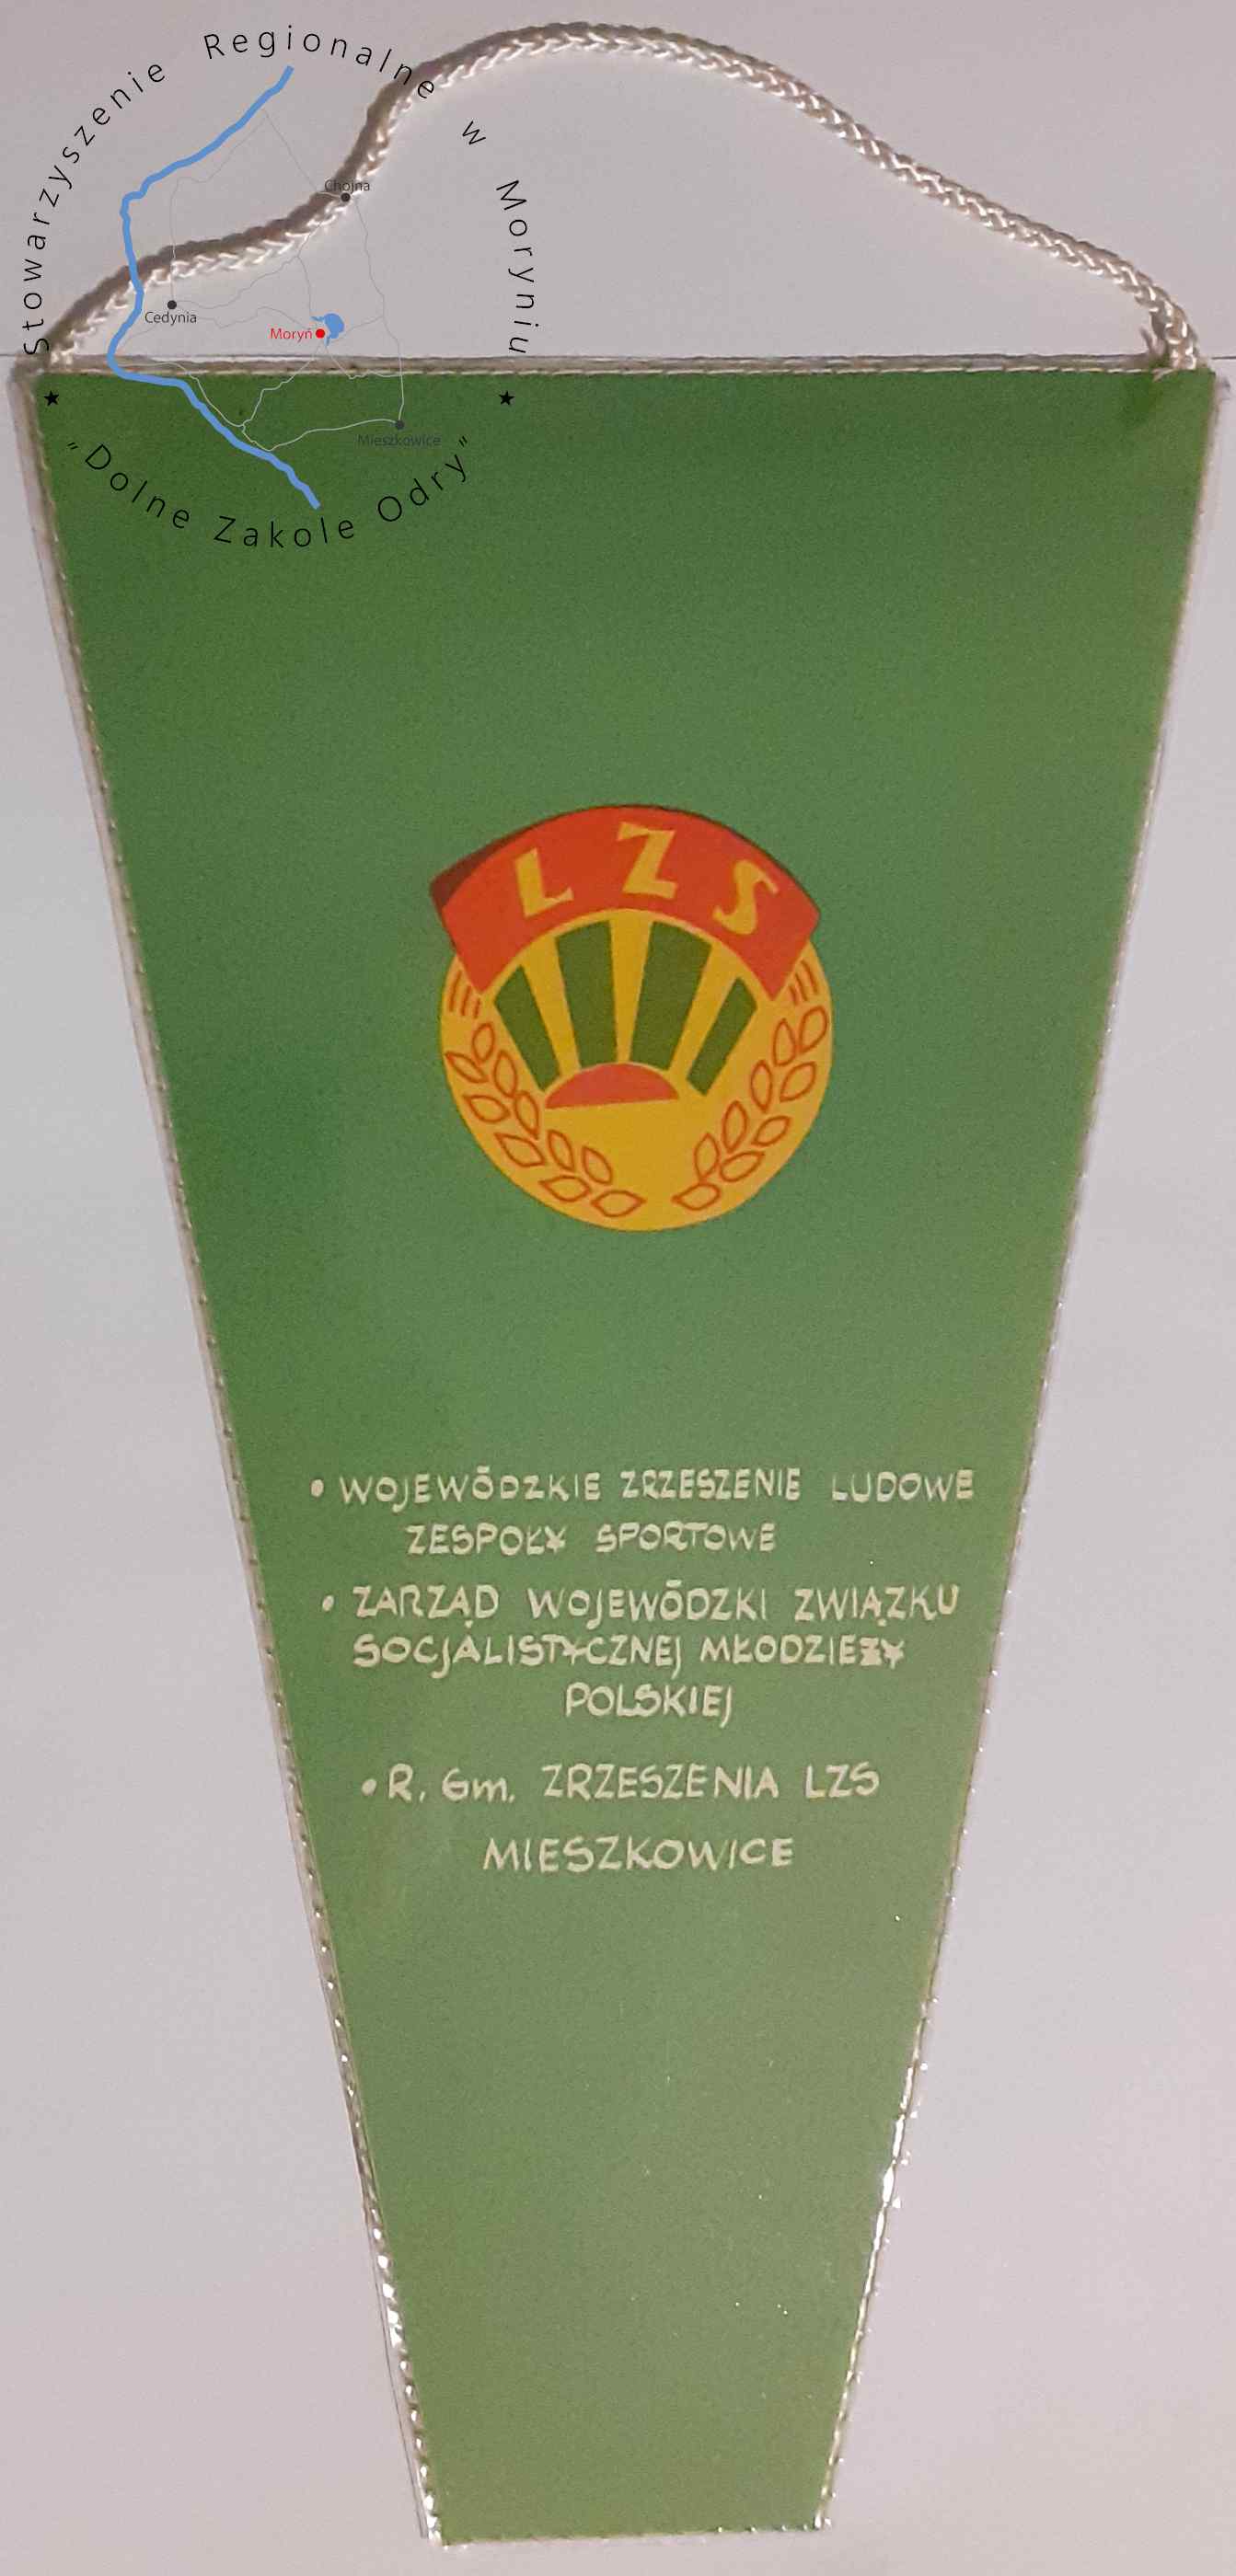 Stowarzyszenie Regionalne w Moryniu
Chojna
Cedynia
Moryń
Mieszkowice
„Dolne Zakole Odry”
LZS
• WOJEWÓDZKIE ZRZESZENIE LUDOWE
ZESPOŁY SPORTOWE
• ZARZĄD WOJEWÓDZKI ZWIĄZKU
SOCJALISTYCZNEJ MŁODZIEŻY
POLSKIEJ
• R. Gm. ZRZESZENIA LZS
MIESZKOWICE